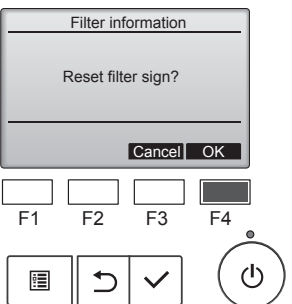 Filter information
Reset filter sign?
Cancel OK
F1 F2 F3 F4